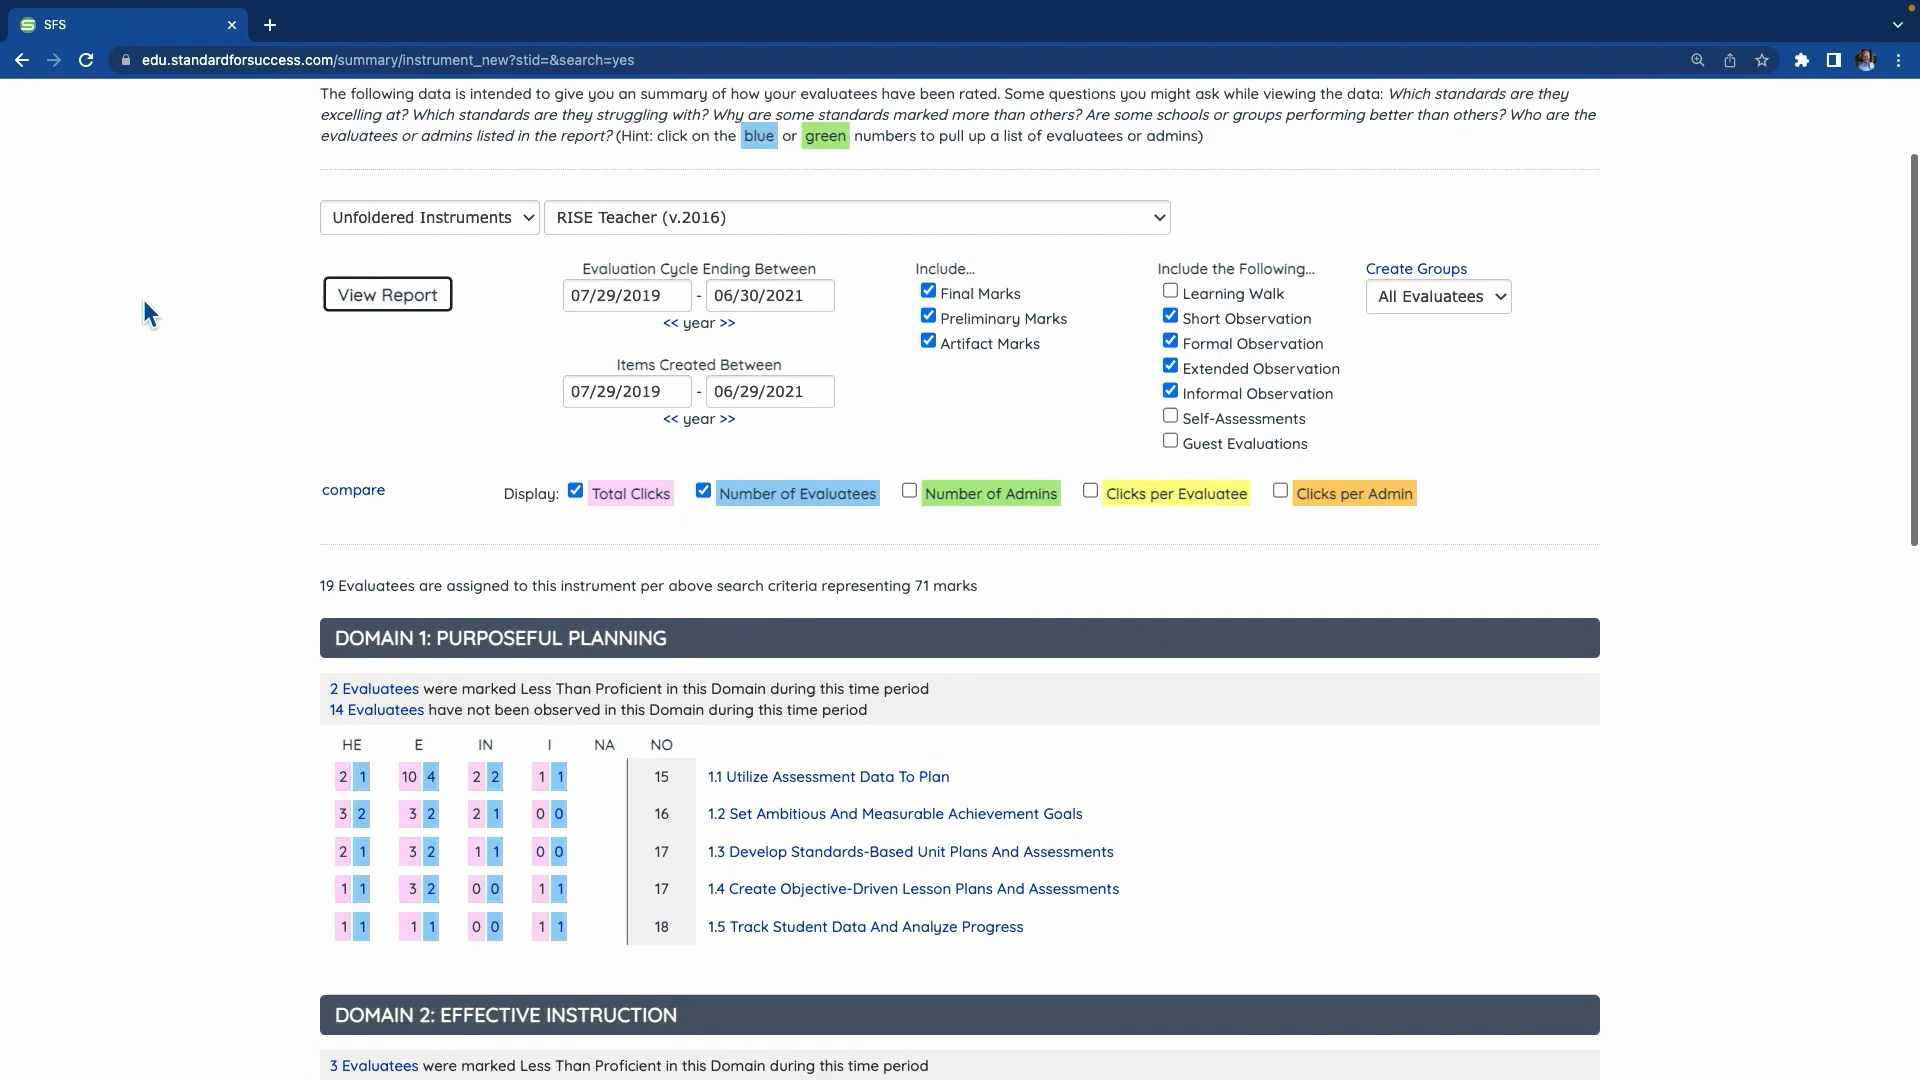 SFS
edu.standardforsuccess.com/summary/instrument_new?stid=&search=yes
The following data is intended to give you an summary of how your evaluatees have been rated. Some questions you might ask while viewing the data: Which standards are they
excelling at? Which standards are they struggling with? Why are some standards marked more than others? Are some schools or groups performing better than others? Who are the
evaluatees or admins listed in the report? (Hint: click on the blue or green numbers to pull up a list of evaluatees or admins)
Unfoldered Instruments RISE Teacher (v.2016)
Evaluation Cycle Ending Between Include... Include the Following... Create Groups
View Report 07/29/2019 - 06/30/2021 Final Marks Learning Walk All Evaluatees
<< year >> Preliminary Marks Short Observation
Artifact Marks Formal Observation
Items Created Between Extended Observation
07/29/2019 - 06/29/2021 Informal Observation
<< year >> Self-Assessments
Guest Evaluations
compare Display: Total Clicks Number of Evaluatees Number of Admins Clicks per Evaluatee Clicks per Admin
19 Evaluatees are assigned to this instrument per above search criteria representing 71 marks
DOMAIN 1: PURPOSEFUL PLANNING
2 Evaluatees were marked Less Than Proficient in this Domain during this time period
14 Evaluatees have not been observed in this Domain during this time period
HE E IN I NA NO
2 1 10 4 2 2 1 1 15 1.1 Utilize Assessment Data To Plan
3 2 3 2 2 1 0 0 16 1.2 Set Ambitious And Measurable Achievement Goals
2 1 3 2 1 1 0 0 17 1.3 Develop Standards-Based Unit Plans And Assessments
1 1 3 2 0 0 1 1 17 1.4 Create Objective-Driven Lesson Plans And Assessments
1 1 1 1 0 0 1 1 18 1.5 Track Student Data And Analyze Progress
DOMAIN 2: EFFECTIVE INSTRUCTION
3 Evaluatees were marked Less Than Proficient in this Domain during this time period